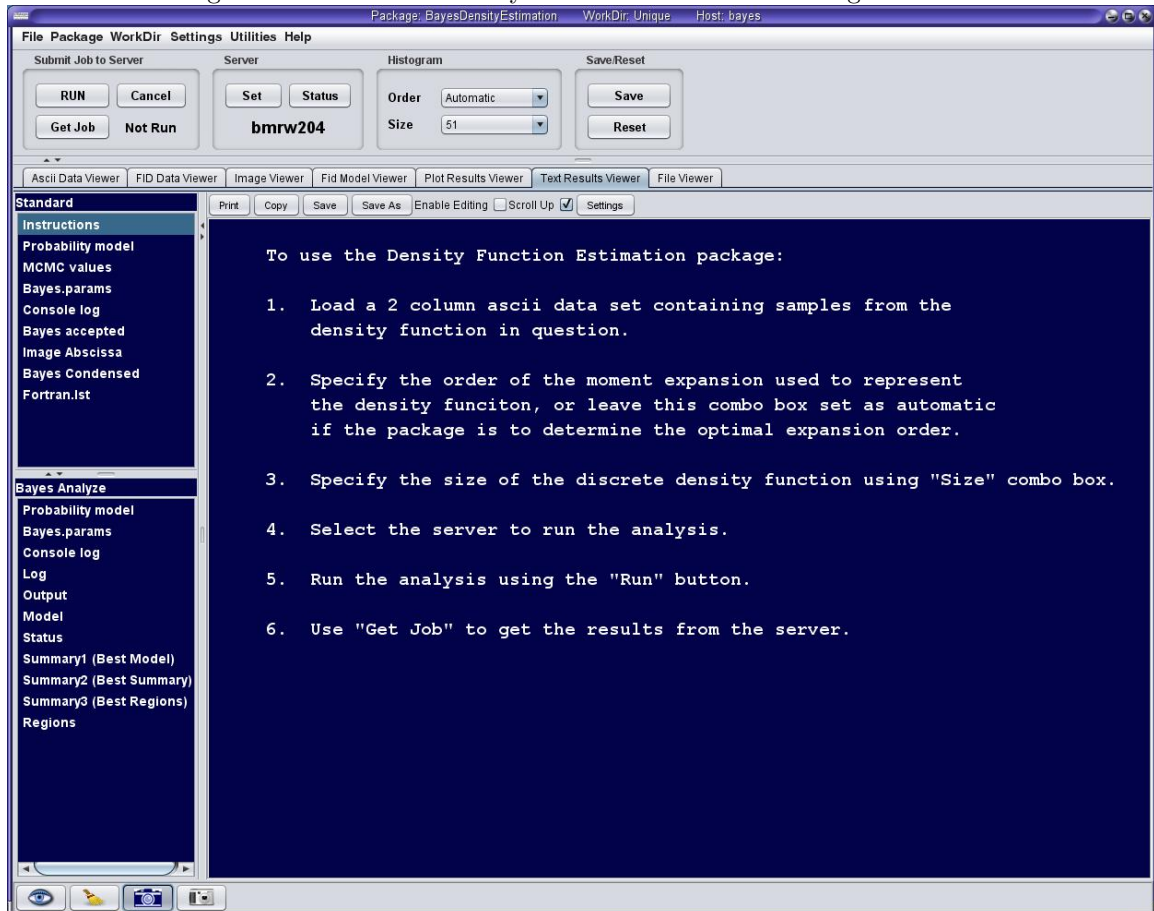 Package: BayesDensityEstimation WorkDir: Unique Host: bayes
File Package WorkDir Settings Utilities Help
Submit Job to Server Server Histogram Save/Reset
RUN Cancel Set Status Order Automatic Save
Get Job Not Run bmrw204 Size 51 Reset
Ascii Data Viewer FID Data Viewer Image Viewer Fid Model Viewer Plot Results Viewer Text Results Viewer File Viewer
Standard
Instructions
Probability model
MCMC values
Bayes.params
Console log
Bayes accepted
Image Abscissa
Bayes Condensed
Fortran.lst
Bayes Analyze
Probability model
Bayes.params
Console log
Log
Output
Model
Status
Summary1 (Best Model)
Summary2 (Best Summary)
Summary3 (Best Regions)
Regions
Print Copy Save Save As Enable Editing Scroll Up Settings
To use the Density Function Estimation package:
1. Load a 2 column ascii data set containing samples from the
density function in question.
2. Specify the order of the moment expansion used to represent
the density funciton, or leave this combo box set as automatic
if the package is to determine the optimal expansion order.
3. Specify the size of the discrete density function using "Size" combo box.
4. Select the server to run the analysis.
5. Run the analysis using the "Run" button.
6. Use "Get Job" to get the results from the server.